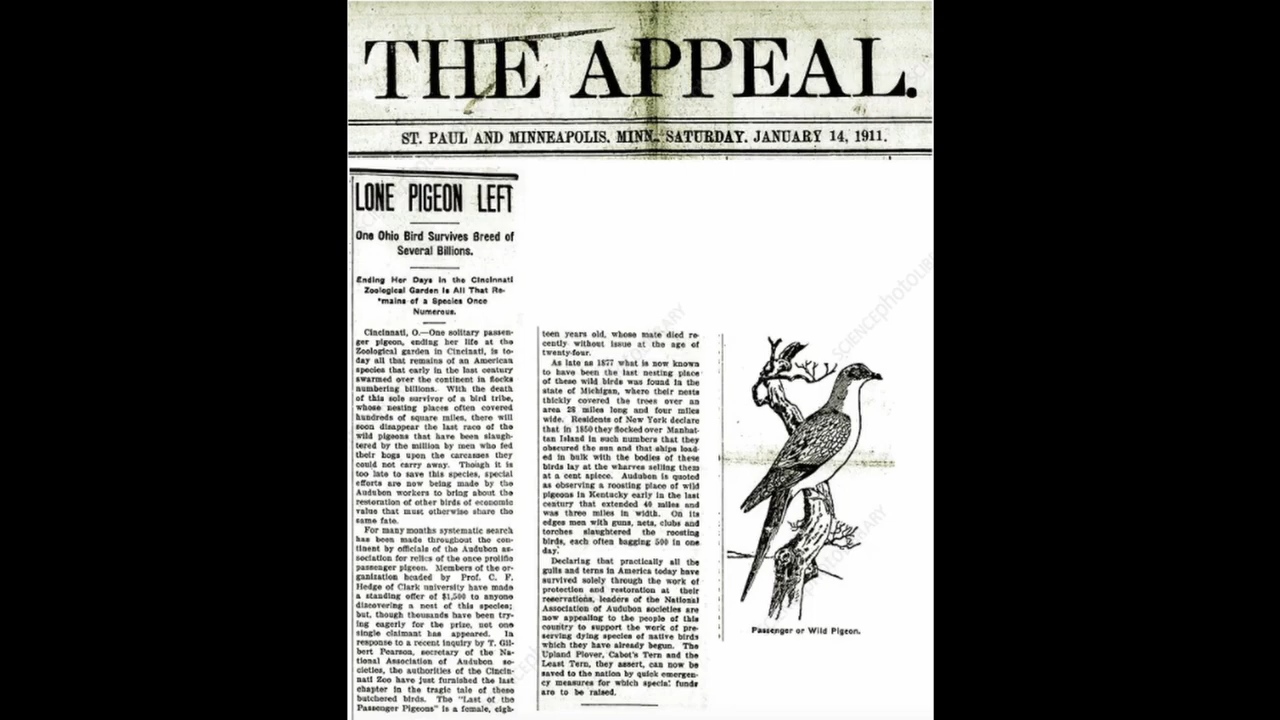 THE APPEAL.
ST. PAUL AND MINNEAPOLIS, MINN. SATURDAY, JANUARY 14, 1911.
LONE PIGEON LEFT
One Ohio Bird Survives Breed of
Several Billions.
Ending Her Days in the Cincinnati
Zoological Garden Is All That Re-
mains of a Species Once
Numerous.
Cincinnati, O.—One solitary passen-
ger pigeon, ending her life at the
Zoological garden in Cincinati, is to-
day all that remains of an American
species that early in the last century
swarmed over the continent in flocks
numbering billions. With the death
of this sole survivor of a bird tribe,
whose nesting places often covered
hundreds of square miles, there will
soon disappear the last race of the
wild pigeons that have been slaugh-
tered by the million by men who fed
their hogs upon the carcasses they
could not carry away. Though it is
too late to save this species, special
efforts are now being made by the
Audubon workers to bring about the
restoration of other birds of economic
value that must otherwise share the
same fate.
For many months systematic search
has been made throughout the con-
tinent by officials of the Audubon as-
sociation for relics of the once prolific
passenger pigeon. Members of the or-
ganization headed by Prof. C. F.
Hedge of Clark university have made
a standing offer of $1,500 to anyone
discovering a nest of this species;
but, though thousands have been try-
ing eagerly for the prize, not one
single claimant has appeared. In
response to a recent inquiry by T. Gil-
bert Pearson, secretary of the Na-
tional Association of Audubon so-
cieties, the authorities of the Cincin-
nati Zoo have just furnished the last
chapter in the tragic tale of these
butchered birds. The "Last of the
Passenger Pigeons" is a female, eigh-
teen years old, whose mate died re-
cently without issue at the age of
twenty-four.
As late as 1877 what is now known
to have been the last nesting place
of these wild birds was found in the
state of Michigan, where their nests
thickly covered the trees over an
area 28 miles long and four miles
wide. Residents of New York declare
that in 1850 they flocked over Manhat-
tan Island in such numbers that they
obscured the sun and that ships load-
ed in bulk with the bodies of these
birds lay at the wharves selling them
at a cent apiece. Audubon is quoted
as observing a roosting place of wild
pigeons in Kentucky early in the last
century that extended 40 miles and
was three miles in width. On its
edges men with guns, nets, clubs and
torches slaughtered the roosting
birds, each often bagging 500 in one
day.
Declaring that practically all the
gulls and terns in America today have
survived solely through the work of
protection and restoration at their
reservations, leaders of the National
Association of Audubon societies are
now appealing to the people of this
country to support the work of pre-
serving dying species of native birds
which they have already begun. The
Upland Plover, Cabot's Tern and the
Least Tern, they assert, can now be
saved to the nation by quick emergen-
cy measures for which special funds
are to be raised.
Passenger or Wild Pigeon.
SCIENCEphotoLIBRARY